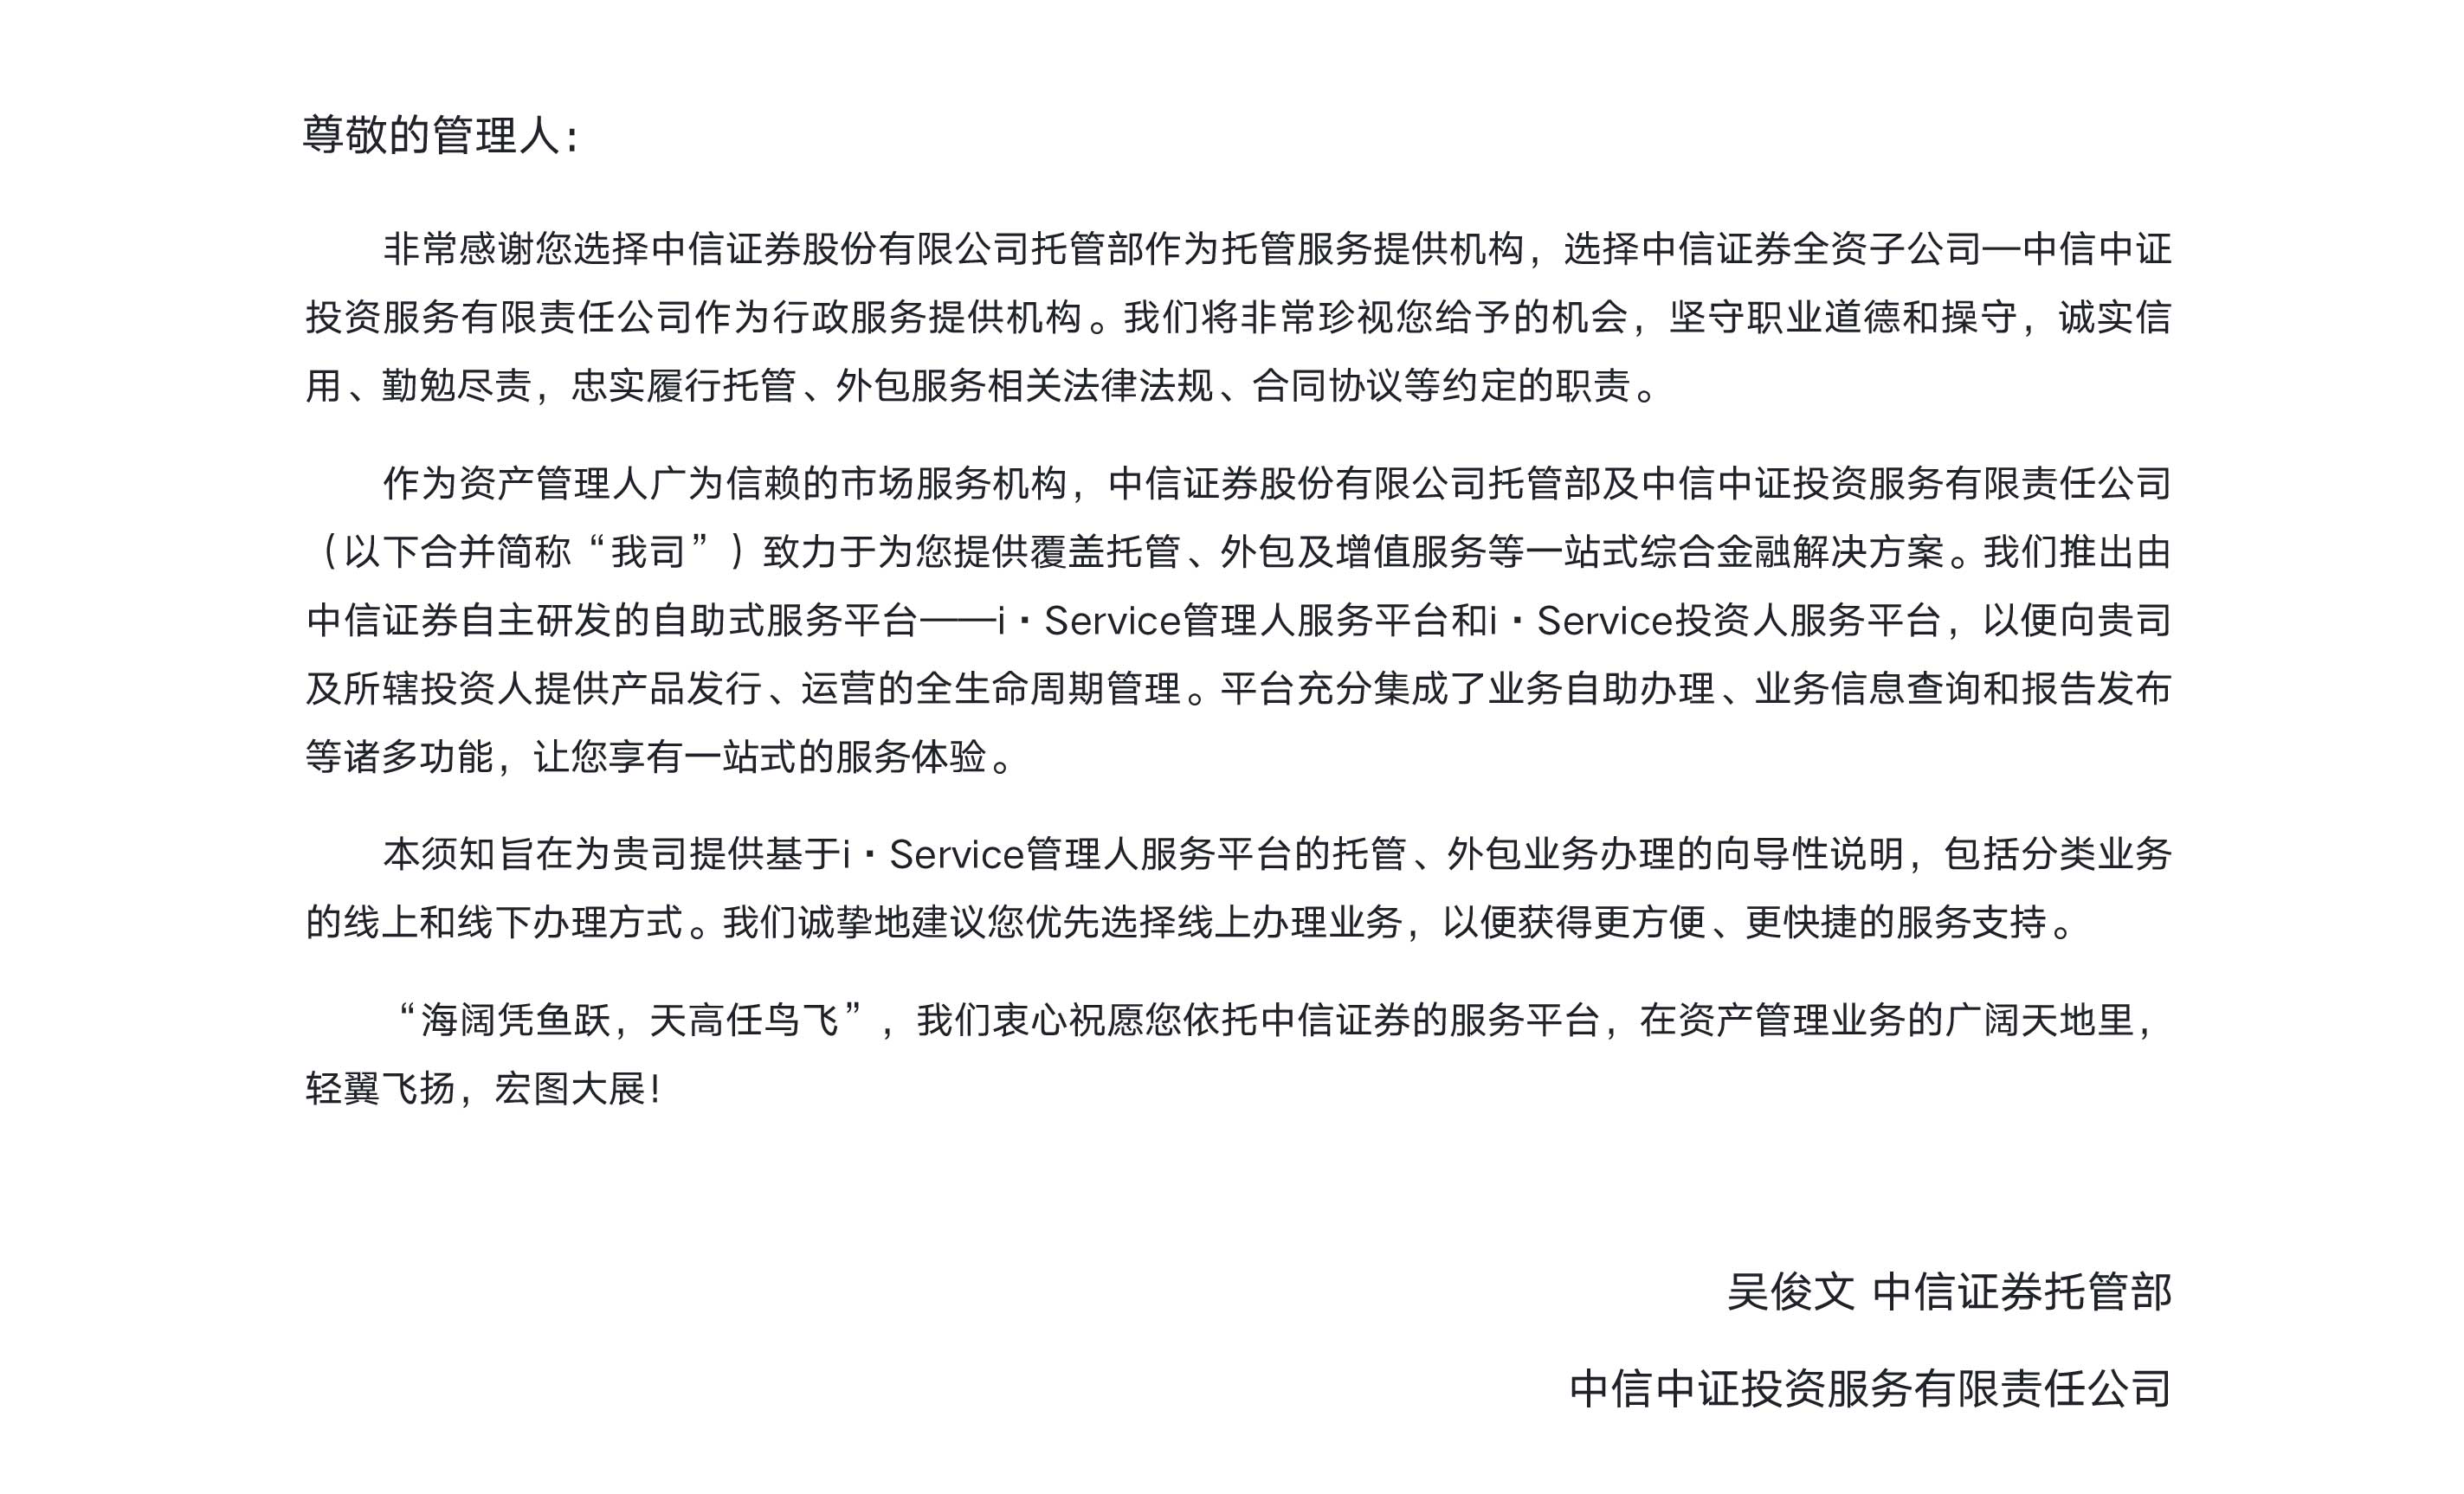 尊敬的管理人：
非常感谢您选择中信证券股份有限公司托管部作为托管服务提供机构，选择中信证券全资子公司—中信中证
投资服务有限责任公司作为行政服务提供机构。我们将非常珍视您给予的机会，坚守职业道德和操守，诚实信
用、勤勉尽责，忠实履行托管、外包服务相关法律法规、合同协议等约定的职责。
作为资产管理人广为信赖的市场服务机构，中信证券股份有限公司托管部及中信中证投资服务有限责任公司
（以下合并简称“我司”）致力于为您提供覆盖托管、外包及增值服务等一站式综合金融解决方案。我们推出由
中信证券自主研发的自助式服务平台——i·Service管理人服务平台和i·Service投资人服务平台，以便向贵司
及所辖投资人提供产品发行、运营的全生命周期管理。平台充分集成了业务自助办理、业务信息查询和报告发布
等诸多功能，让您享有一站式的服务体验。
本须知旨在为贵司提供基于i·Service管理人服务平台的托管、外包业务办理的向导性说明，包括分类业务
的线上和线下办理方式。我们诚挚地建议您优先选择线上办理业务，以便获得更方便、更快捷的服务支持。
“海阔凭鱼跃，天高任鸟飞”，我们衷心祝愿您依托中信证券的服务平台，在资产管理业务的广阔天地里，
轻翼飞扬，宏图大展！
吴俊文 中信证券托管部
中信中证投资服务有限责任公司